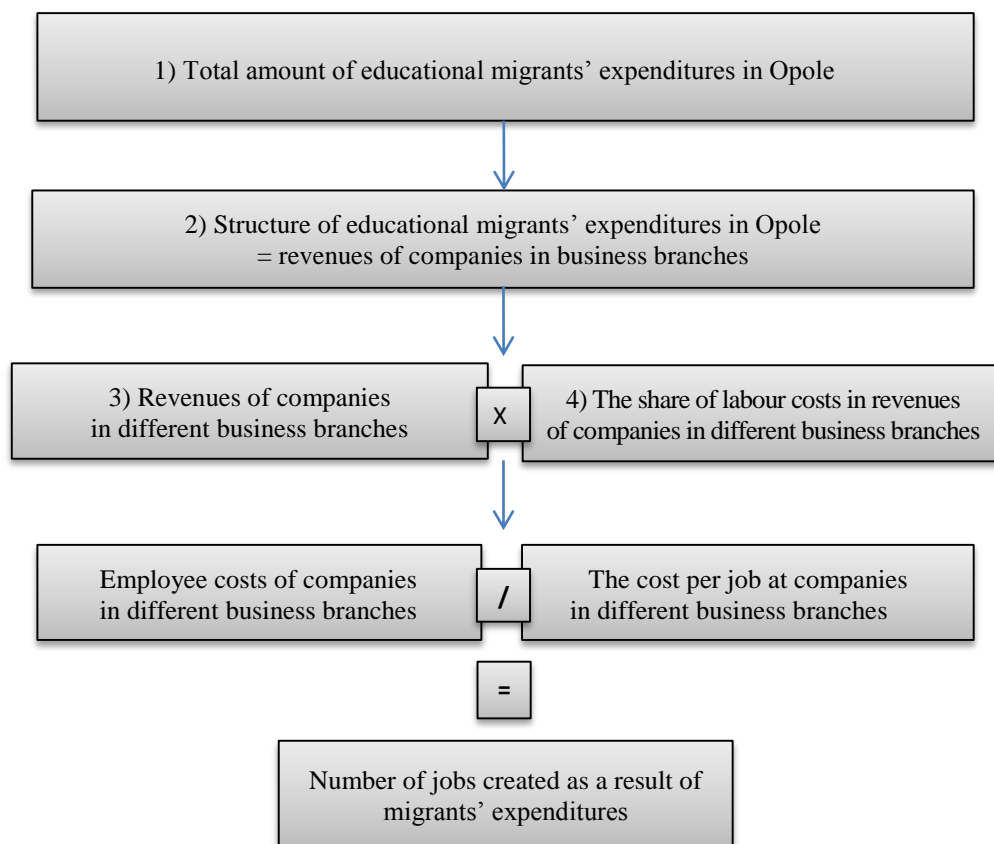 1) Total amount of educational migrants’ expenditures in Opole
2) Structure of educational migrants’ expenditures in Opole
= revenues of companies in business branches
3) Revenues of companies
in different business branches
X
4) The share of labour costs in revenues
of companies in different business branches
Employee costs of companies
in different business branches
/
The cost per job at companies
in different business branches
=
Number of jobs created as a result of
migrants’ expenditures